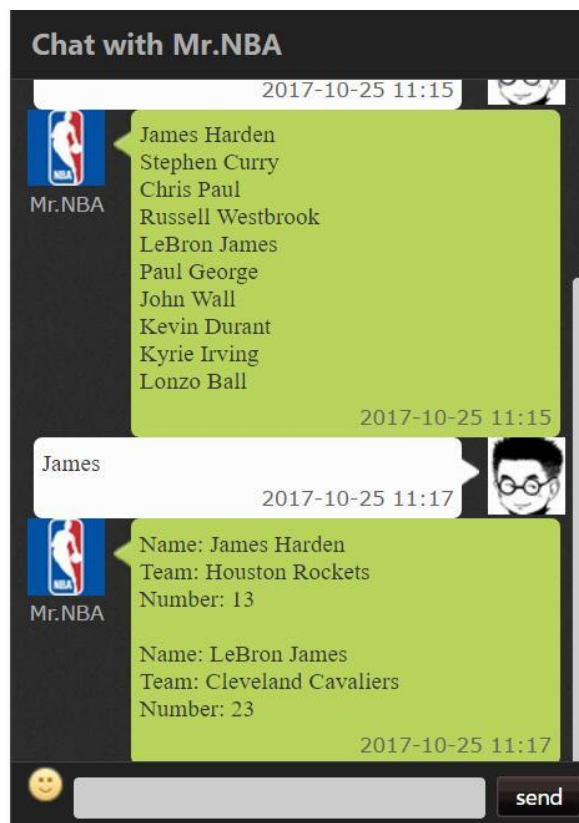 Chat with Mr.NBA
2017-10-25 11:15
NBA
Mr.NBA
James Harden
Stephen Curry
Chris Paul
Russell Westbrook
LeBron James
Paul George
John Wall
Kevin Durant
Kyrie Irving
Lonzo Ball
2017-10-25 11:15
James
2017-10-25 11:17
NBA
Mr.NBA
Name: James Harden
Team: Houston Rockets
Number: 13
Name: LeBron James
Team: Cleveland Cavaliers
Number: 23
2017-10-25 11:17
send